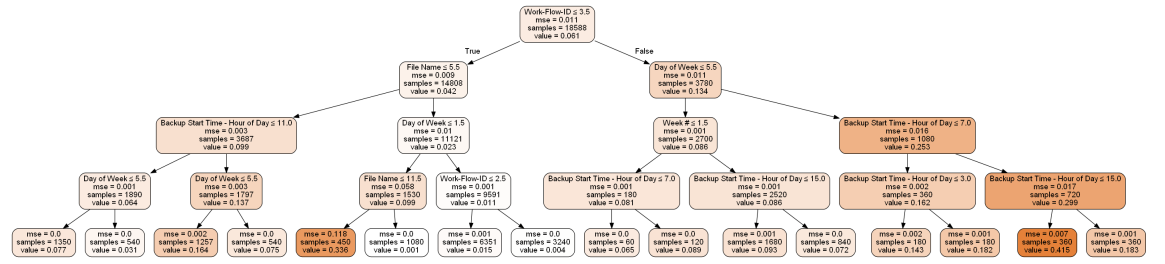 Work-Flow-ID ≤ 3.5
mse = 0.011
samples = 18588
value = 0.061
True
False
File Name ≤ 5.5
mse = 0.009
samples = 14808
value = 0.042
Day of Week ≤ 5.5
mse = 0.011
samples = 3780
value = 0.134
Backup Start Time - Hour of Day ≤ 11.0
mse = 0.003
samples = 3687
value = 0.099
Day of Week ≤ 1.5
mse = 0.01
samples = 11121
value = 0.023
Week # ≤ 1.5
mse = 0.001
samples = 2700
value = 0.086
Backup Start Time - Hour of Day ≤ 7.0
mse = 0.016
samples = 1080
value = 0.253
Day of Week ≤ 5.5
mse = 0.001
samples = 1890
value = 0.064
Day of Week ≤ 5.5
mse = 0.003
samples = 1797
value = 0.137
File Name ≤ 11.5
mse = 0.058
samples = 1530
value = 0.099
Work-Flow-ID ≤ 2.5
mse = 0.001
samples = 9591
value = 0.011
Backup Start Time - Hour of Day ≤ 7.0
mse = 0.001
samples = 180
value = 0.081
Backup Start Time - Hour of Day ≤ 15.0
mse = 0.001
samples = 2520
value = 0.086
Backup Start Time - Hour of Day ≤ 3.0
mse = 0.002
samples = 360
value = 0.162
Backup Start Time - Hour of Day ≤ 15.0
mse = 0.017
samples = 720
value = 0.299
mse = 0.0
samples = 1350
value = 0.077
mse = 0.0
samples = 540
value = 0.031
mse = 0.002
samples = 1257
value = 0.164
mse = 0.0
samples = 540
value = 0.075
mse = 0.118
samples = 450
value = 0.336
mse = 0.0
samples = 1080
value = 0.001
mse = 0.001
samples = 6351
value = 0.015
mse = 0.0
samples = 3240
value = 0.004
mse = 0.0
samples = 60
value = 0.065
mse = 0.0
samples = 120
value = 0.089
mse = 0.001
samples = 1680
value = 0.093
mse = 0.0
samples = 840
value = 0.072
mse = 0.002
samples = 180
value = 0.143
mse = 0.001
samples = 180
value = 0.182
mse = 0.007
samples = 360
value = 0.415
mse = 0.001
samples = 360
value = 0.183